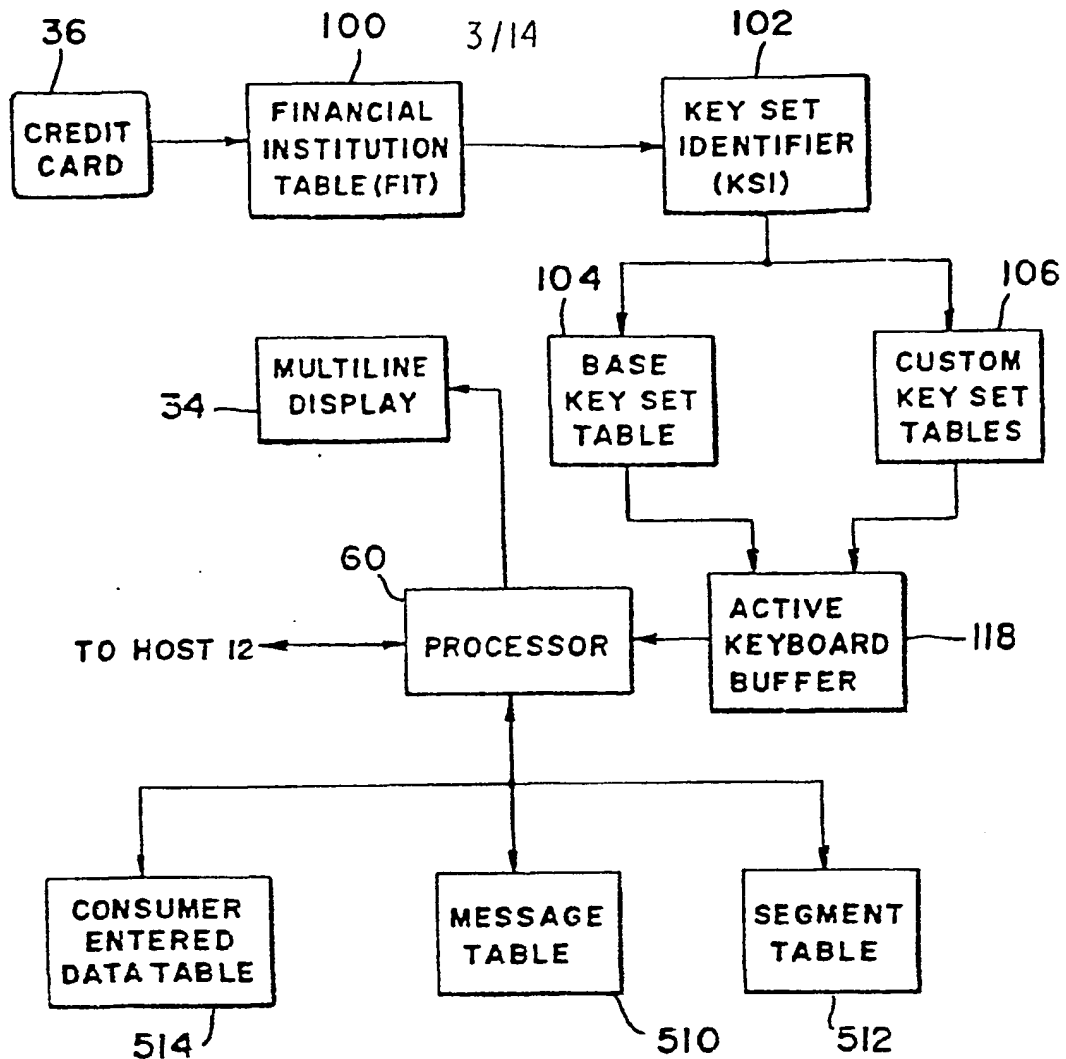 36
100
3/14
102
CREDIT
CARD
FINANCIAL
INSTITUTION
TABLE (FIT)
KEY SET
IDENTIFIER
(KSI)
104
106
MULTILINE
DISPLAY
34
BASE
KEY SET
TABLE
CUSTOM
KEY SET
TABLES
60
TO HOST 12
PROCESSOR
ACTIVE
KEYBOARD
BUFFER
118
CONSUMER
ENTERED
DATA TABLE
MESSAGE
TABLE
SEGMENT
TABLE
514
510
512